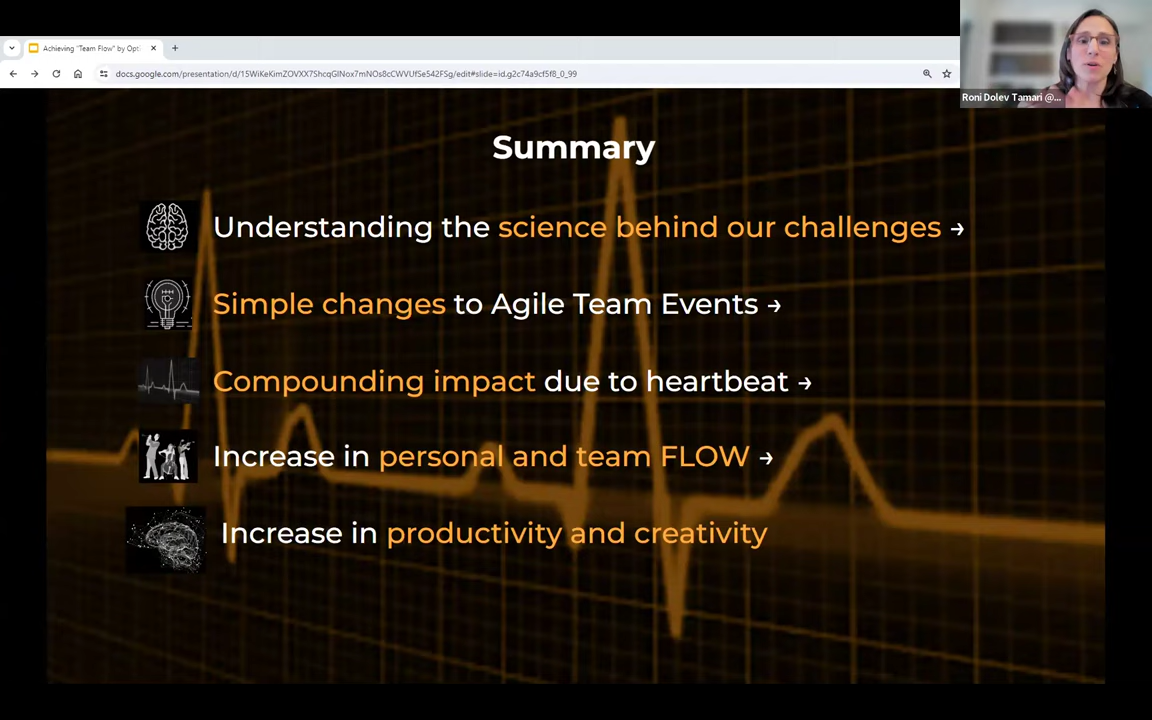 Achieving "Team Flow" by Opt
docs.google.com/presentation/d/15WiKeKimZOVXX7ShcqGlNox7mNOs8cCWVUfSe542FSg/edit#slide=id.g2c74a9cf5f8_0_99
Roni Dolev Tamari @...
Summary
Understanding the science behind our challenges →
Simple changes to Agile Team Events →
Compounding impact due to heartbeat →
Increase in personal and team FLOW →
Increase in productivity and creativity